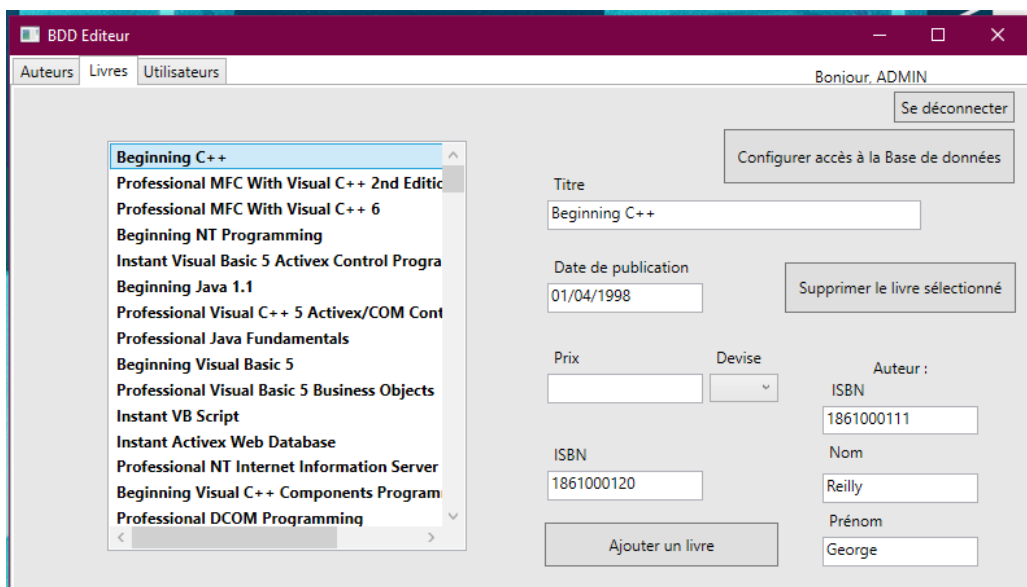 BDD Editeur
Auteurs Livres Utilisateurs
Bonjour, ADMIN
Se déconnecter
Configurer accès à la Base de données
Beginning C++
Professional MFC With Visual C++ 2nd Editic
Professional MFC With Visual C++ 6
Beginning NT Programming
Instant Visual Basic 5 Activex Control Progra
Beginning Java 1.1
Professional Visual C++ 5 Activex/COM Cont
Professional Java Fundamentals
Beginning Visual Basic 5
Professional Visual Basic 5 Business Objects
Instant VB Script
Instant Activex Web Database
Professional NT Internet Information Server
Beginning Visual C++ Components Program
Professional DCOM Programming
Titre
Beginning C++
Date de publication
01/04/1998
Supprimer le livre sélectionné
Prix
Devise
ISBN
1861000120
Ajouter un livre
Auteur :
ISBN
1861000111
Nom
Reilly
Prénom
George